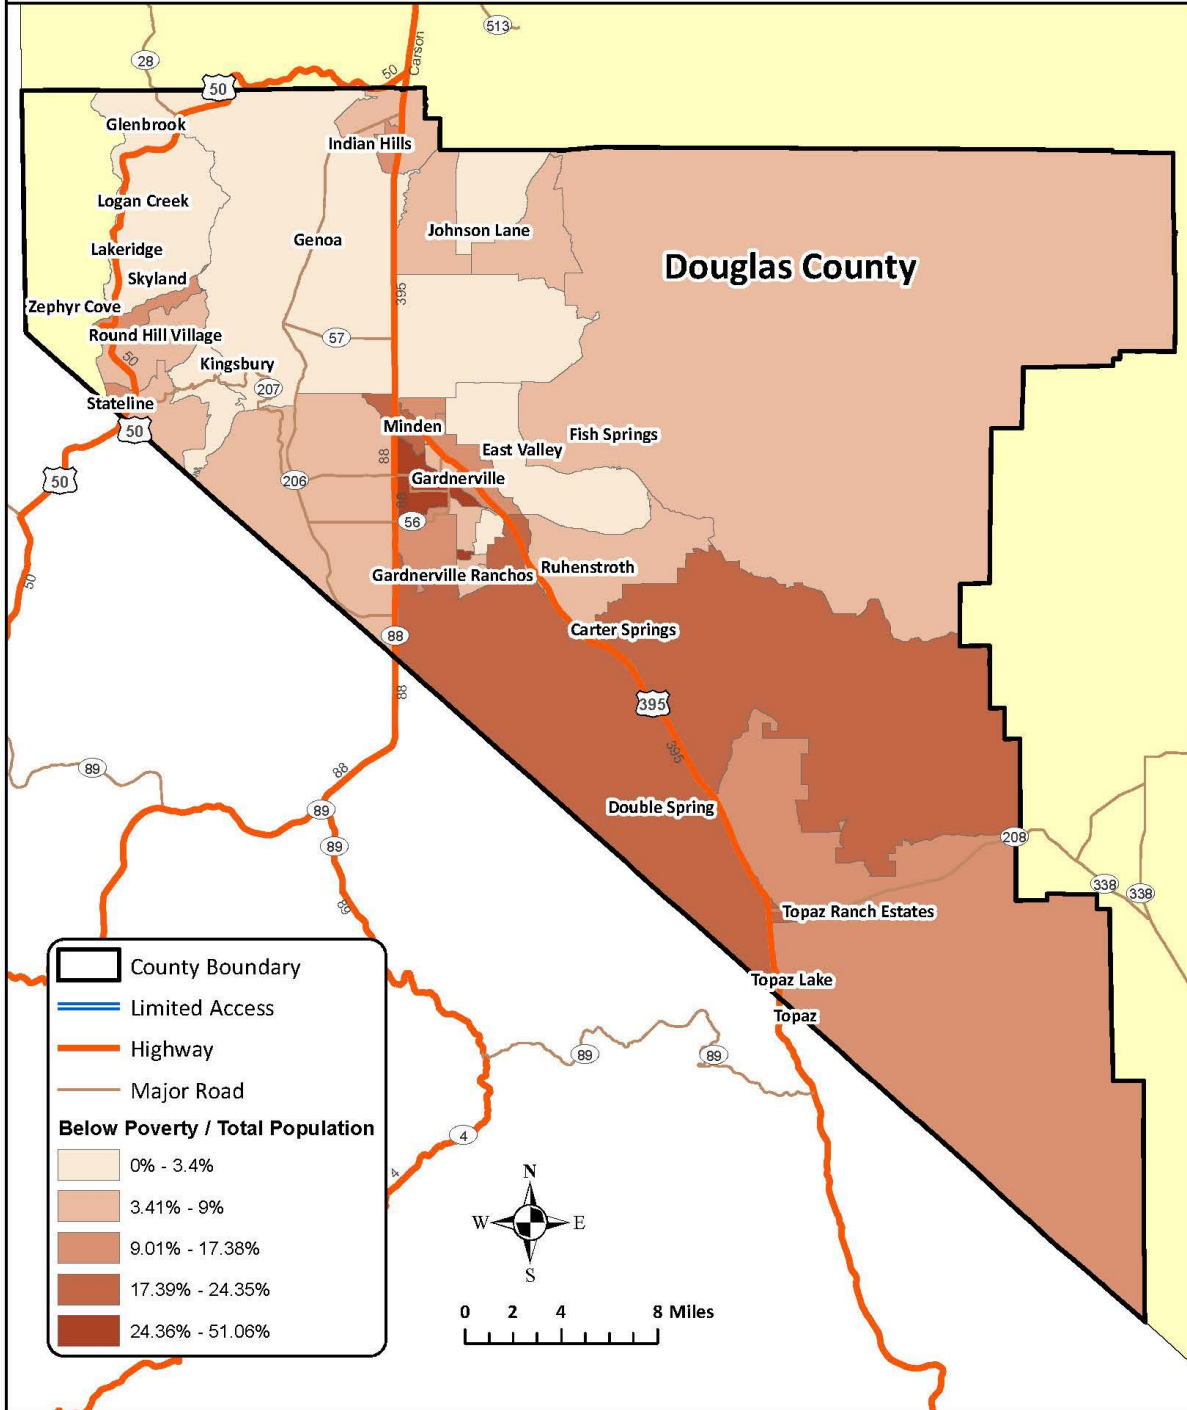 513
28
Carson
50
50
Glenbrook
Indian Hills
Logan Creek
Johnson Lane
Genoa
Lakeridge
Douglas County
Skyland
395
Zephyr Cove
Round Hill Village
57
50
Kingsbury
207
Stateline
50
Minden
Fish Springs
East Valley
88
50
206
Gardnerville
88
56
Ruhenstroth
Gardnerville Ranchos
50
Carter Springs
88
88
395
395
89
88
Double Spring
89
208
89
338
338
89
Topaz Ranch Estates
Topaz Lake
Topaz
89
89
4
4
County Boundary
Limited Access
Highway
Major Road
Below Poverty / Total Population
0% - 3.4%
3.41% - 9%
9.01% - 17.38%
17.39% - 24.35%
24.36% - 51.06%
N
W
E
S
0 2 4 8 Miles